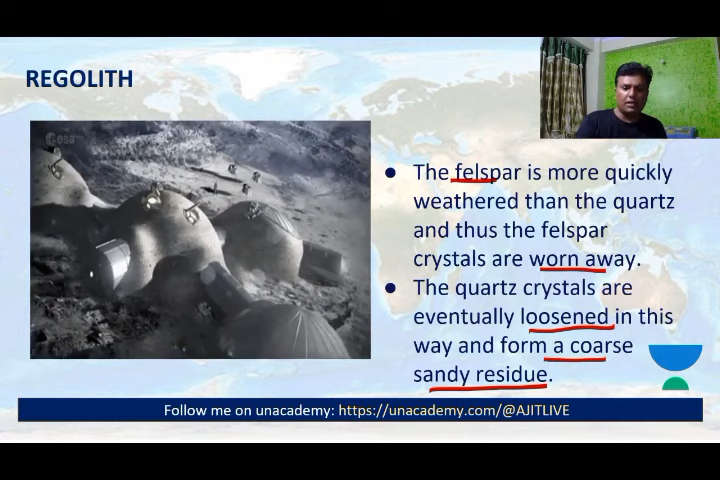 REGOLITH
esa
● The felspar is more quickly
weathered than the quartz
and thus the felspar
crystals are worn away.
● The quartz crystals are
eventually loosened in this
way and form a coarse
sandy residue.
Follow me on unacademy: https://unacademy.com/@AJITLIVE